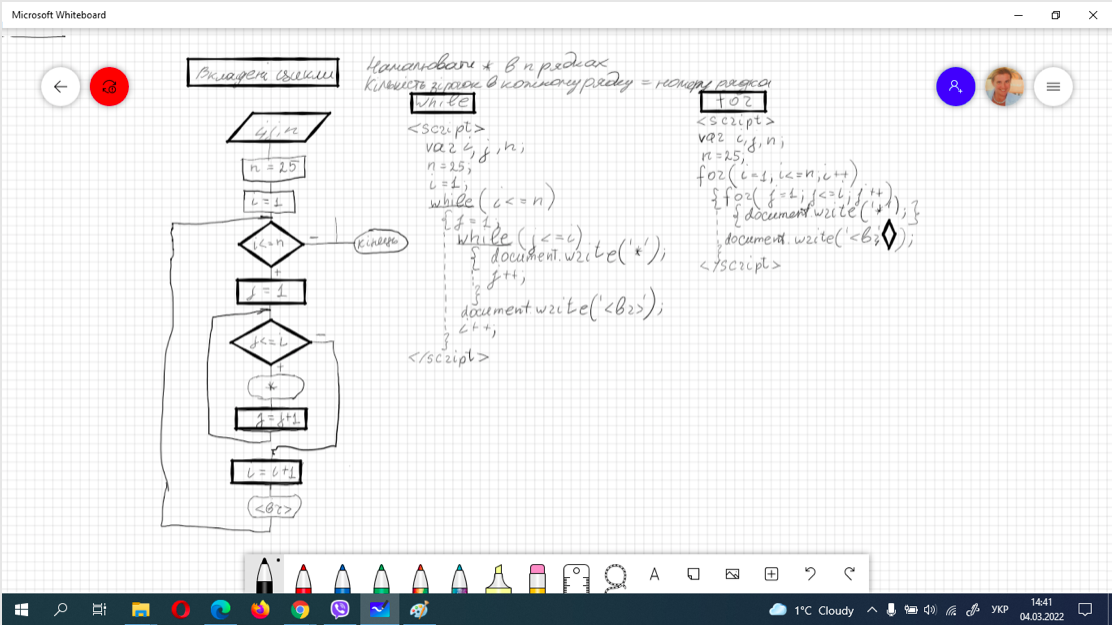 Microsoft Whiteboard
Вкладені цикли
Намалювати * в n рядках
Кількість зірок в кожному рядку = номеру рядка
i, j, n
n = 25
i = 1
i<=n
-
кінець
+
j = 1
j<=i
-
+
*
j = j+1
i = i+1
<br>
while
<script>
var i, j, n;
n = 25;
i = 1;
while (i <= n)
{ j = 1;
while (j <= i)
{ document.write('*');
j++;
}
document.write('<br>');
i++;
}
</script>
for
<script>
var i, j, n;
n = 25;
for (i=1, i<=n, i++)
{ for ( j=1; j<=i; j++)
{ document.write('*'); }
document.write('<br>');
}
</script>
A
1°C Cloudy
УКР
14:41
04.03.2022